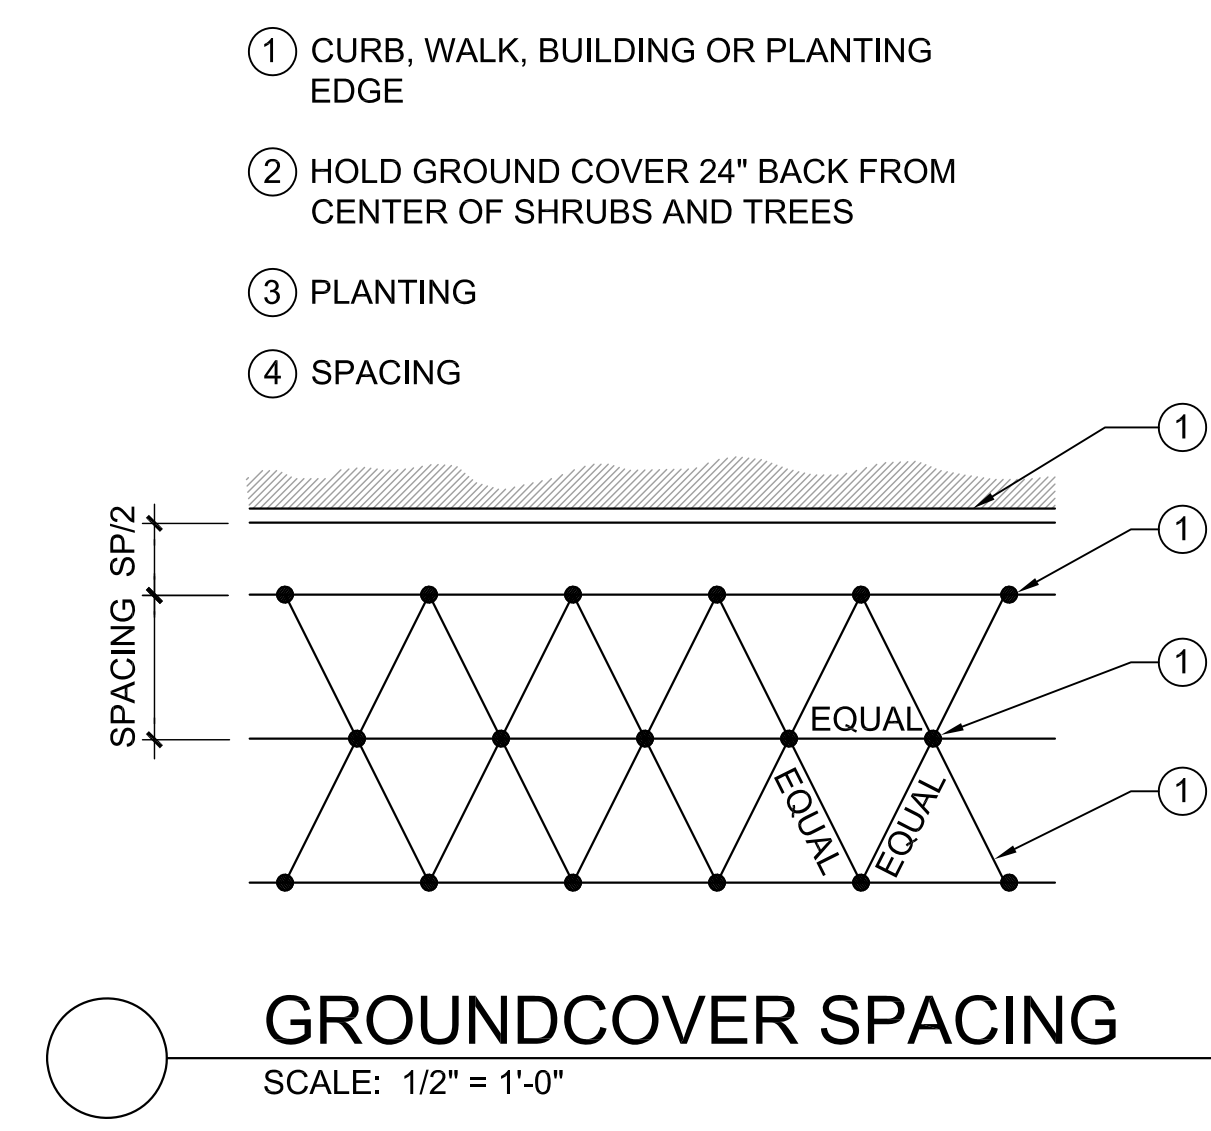 1 CURB, WALK, BUILDING OR PLANTING
EDGE
2 HOLD GROUND COVER 24" BACK FROM
CENTER OF SHRUBS AND TREES
3 PLANTING
4 SPACING
1
SP/2
1
SPACING
1
EQUAL
1
EQUAL
EQUAL
GROUNDCOVER SPACING
SCALE: 1/2" = 1'-0"